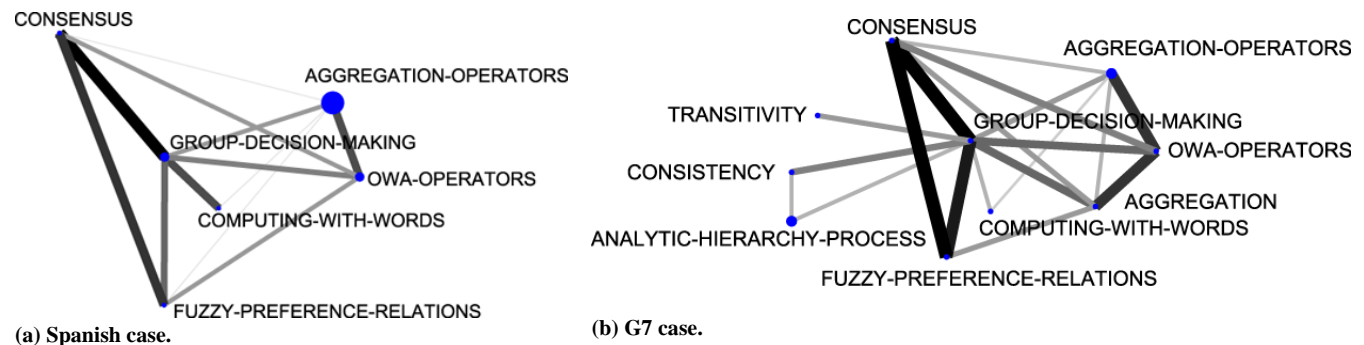 CONSENSUS
AGGREGATION-OPERATORS
GROUP-DECISION-MAKING
OWA-OPERATORS
COMPUTING-WITH-WORDS
FUZZY-PREFERENCE-RELATIONS
(a) Spanish case.
CONSENSUS
AGGREGATION-OPERATORS
TRANSITIVITY
GROUP-DECISION-MAKING
OWA-OPERATORS
CONSISTENCY
AGGREGATION
COMPUTING-WITH-WORDS
ANALYTIC-HIERARCHY-PROCESS
FUZZY-PREFERENCE-RELATIONS
(b) G7 case.